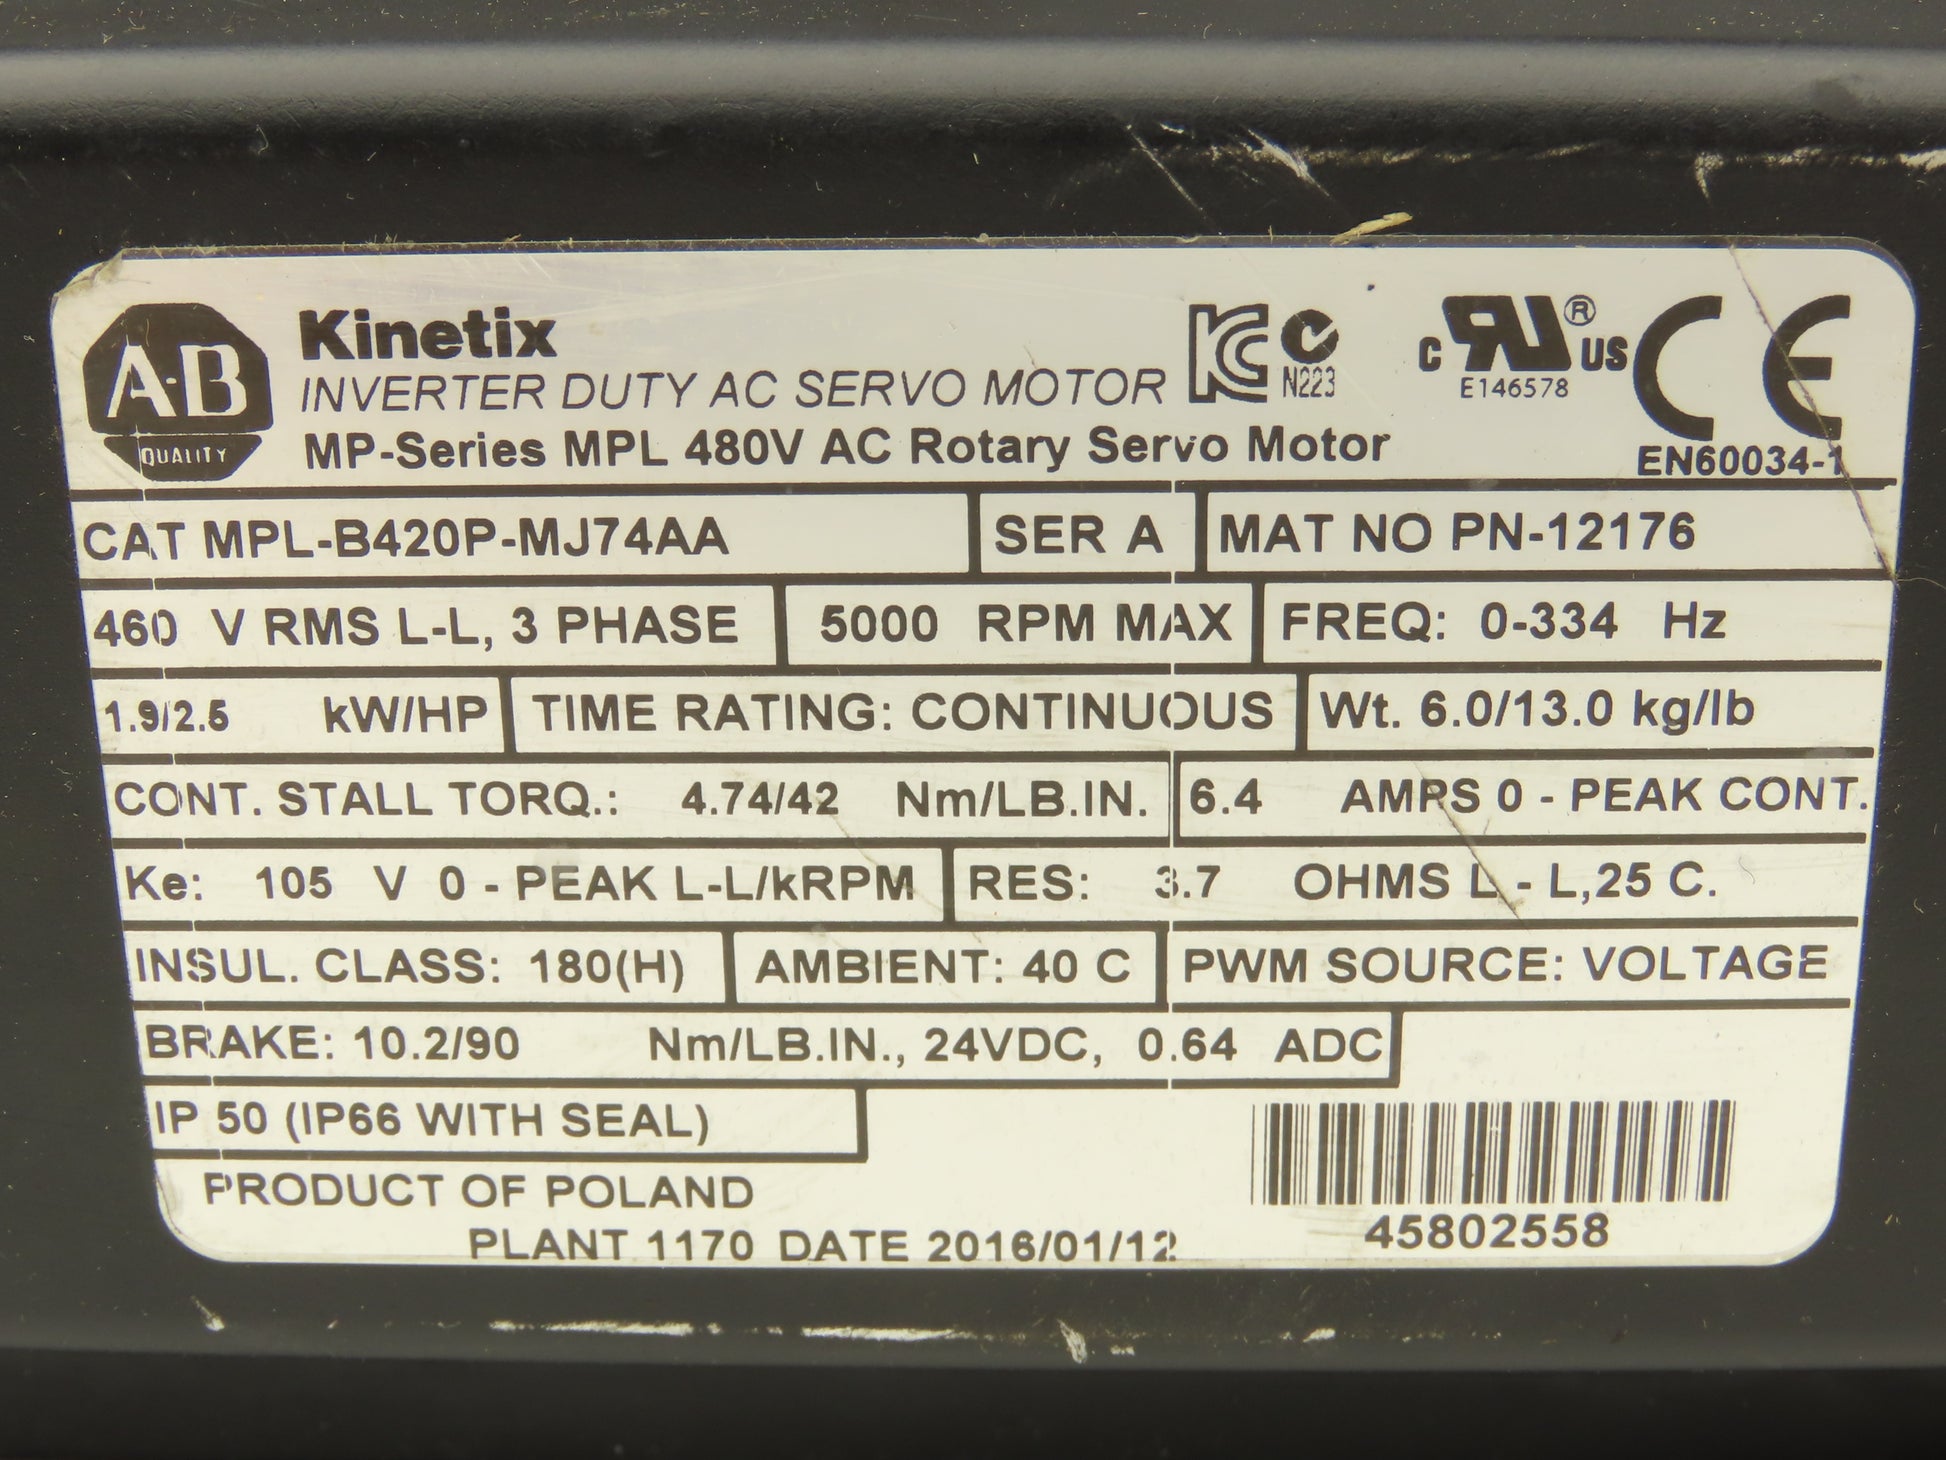 A-B
QUALITY
Kinetix
INVERTER DUTY AC SERVO MOTOR
MP-Series MPL 480V AC Rotary Servo Motor
KC N223
c RU ® US
E146578
CE
EN60034-1
CAT MPL-B420P-MJ74AA SER A MAT NO PN-12176
460 V RMS L-L, 3 PHASE 5000 RPM MAX FREQ: 0-334 Hz
1.9/2.5 kW/HP TIME RATING: CONTINUOUS Wt. 6.0/13.0 kg/lb
CONT. STALL TORQ.: 4.74/42 Nm/LB.IN. 6.4 AMPS 0 - PEAK CONT.
Ke: 105 V 0 - PEAK L-L/kRPM RES: 3.7 OHMS L - L,25 C.
INSUL. CLASS: 180(H) AMBIENT: 40 C PWM SOURCE: VOLTAGE
BRAKE: 10.2/90 Nm/LB.IN., 24VDC, 0.64 ADC
IP 50 (IP66 WITH SEAL)
PRODUCT OF POLAND
PLANT 1170 DATE 2016/01/12
45802558